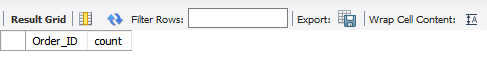 Result Grid Filter Rows: Export: Wrap Cell Content:
Order_ID count